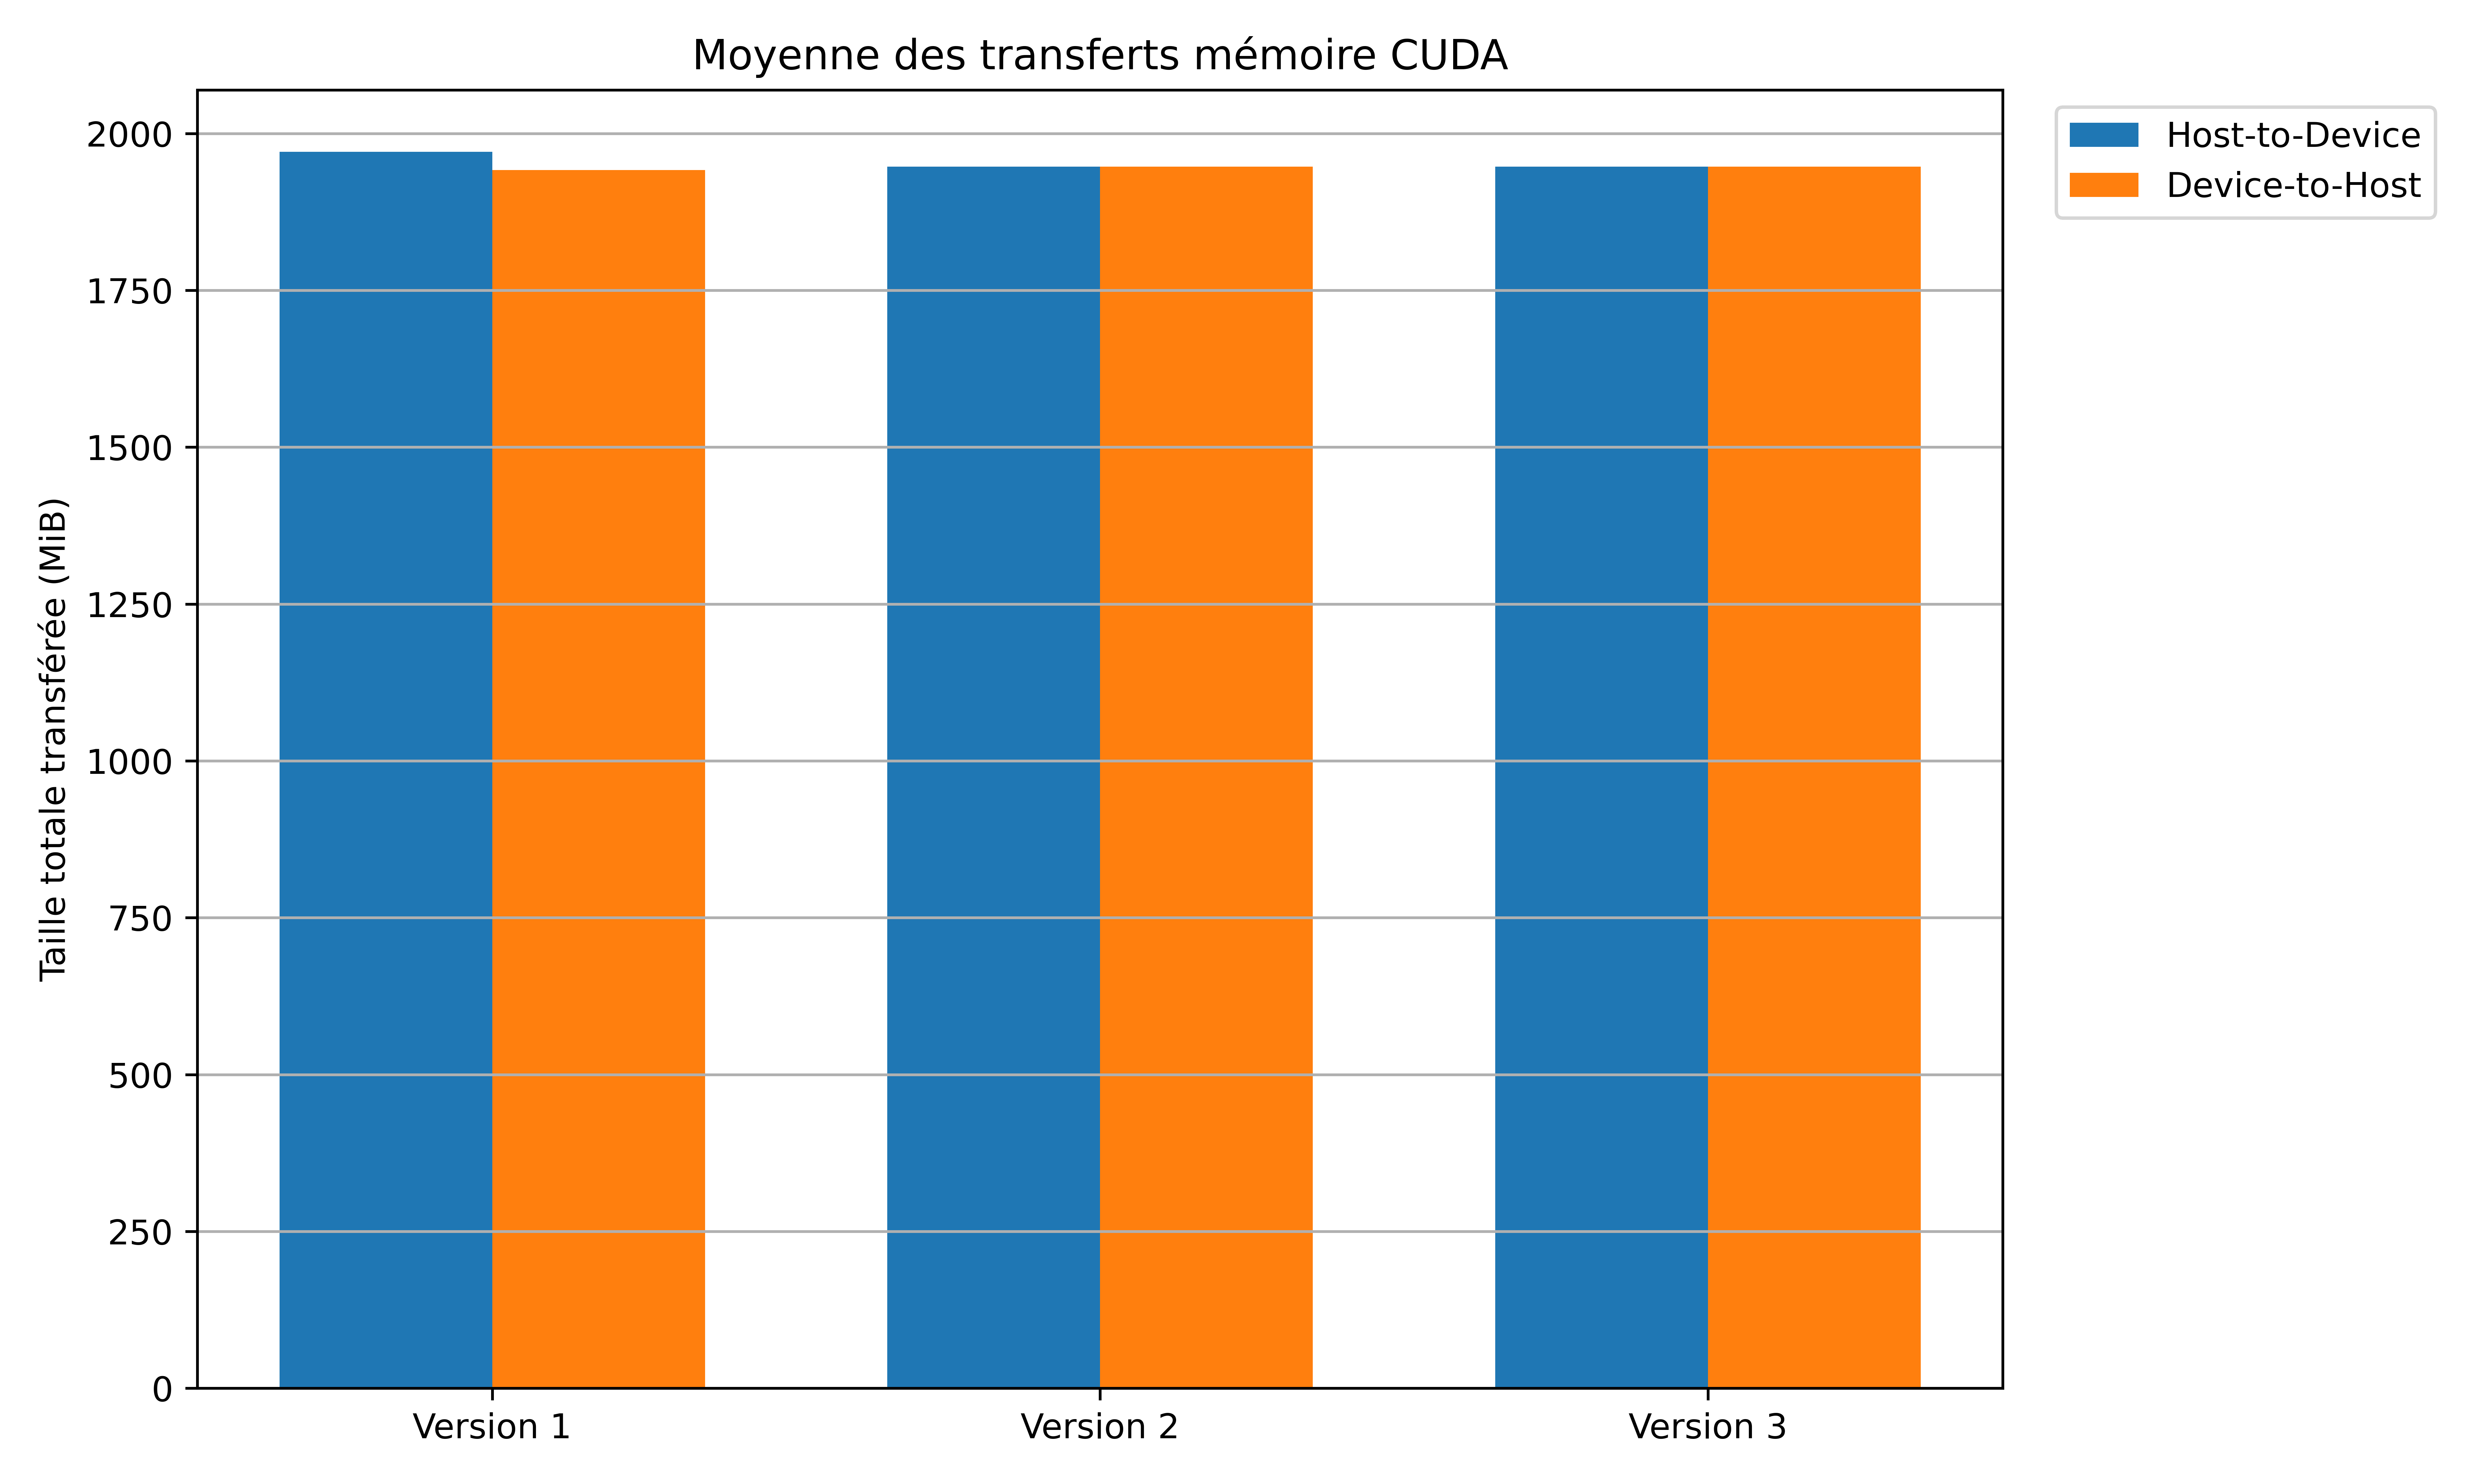 Moyenne des transferts mémoire CUDA
Host-to-Device
Device-to-Host
Taille totale transférée (MiB)
2000
1750
1500
1250
1000
750
500
250
0
Version 1
Version 2
Version 3